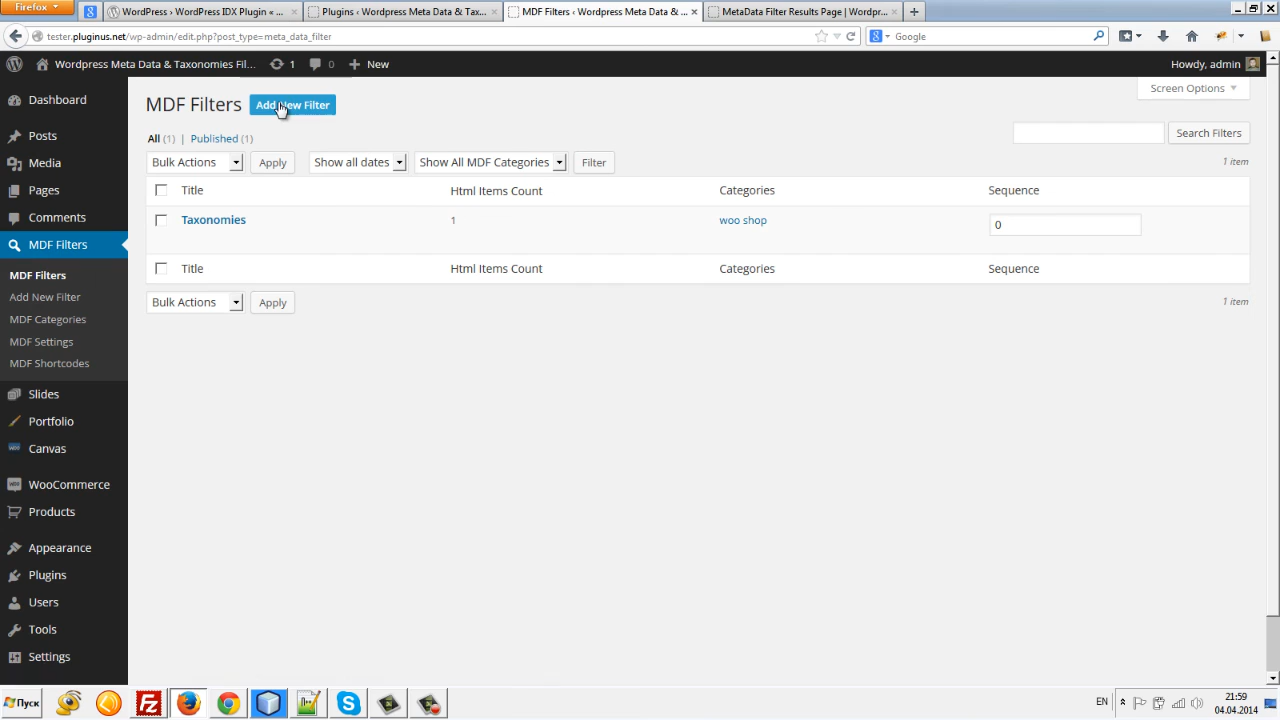 Firefox
WordPress › WordPress IDX Plugin « ...
Plugins ‹ Wordpress Meta Data & Tax...
MDF Filters ‹ Wordpress Meta Data & ...
MetaData Filter Results Page | Wordpr...
tester.pluginus.net/wp-admin/edit.php?post_type=meta_data_filter
Google
Wordpress Meta Data & Taxonomies Fil...
1
0
New
Howdy, admin
Dashboard
Posts
Media
Pages
Comments
MDF Filters
MDF Filters
Add New Filter
MDF Categories
MDF Settings
MDF Shortcodes
Slides
Portfolio
Canvas
WooCommerce
Products
Appearance
Plugins
Users
Tools
Settings
Screen Options
MDF Filters Add New Filter
All (1) | Published (1)
Search Filters
Bulk Actions Apply Show all dates Show All MDF Categories Filter
1 item
Title Html Items Count Categories Sequence
Taxonomies 1 woo shop 0
Title Html Items Count Categories Sequence
Bulk Actions Apply
1 item
Пуск
EN
21:59
04.04.2014